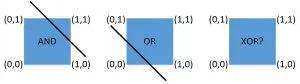 (0,1) (1,1) (0,1) (1,1) (0,1) (1,1)
AND OR XOR?
(0,0) (1,0) (0,0) (1,0) (0,0) (1,0)